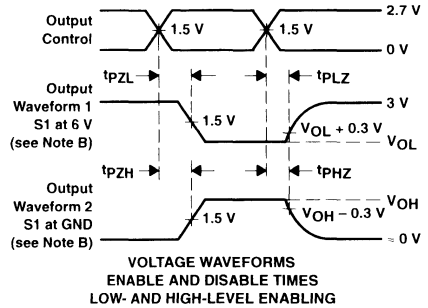 Output
Control
1.5 V
1.5 V
2.7 V
0 V
tPZL
tPLZ
Output
Waveform 1
S1 at 6 V
(see Note B)
1.5 V
3 V
VOL + 0.3 V
VOL
tPZH
tPHZ
Output
Waveform 2
S1 at GND
(see Note B)
1.5 V
VOH
VOH − 0.3 V
≈ 0 V
VOLTAGE WAVEFORMS
ENABLE AND DISABLE TIMES
LOW- AND HIGH-LEVEL ENABLING